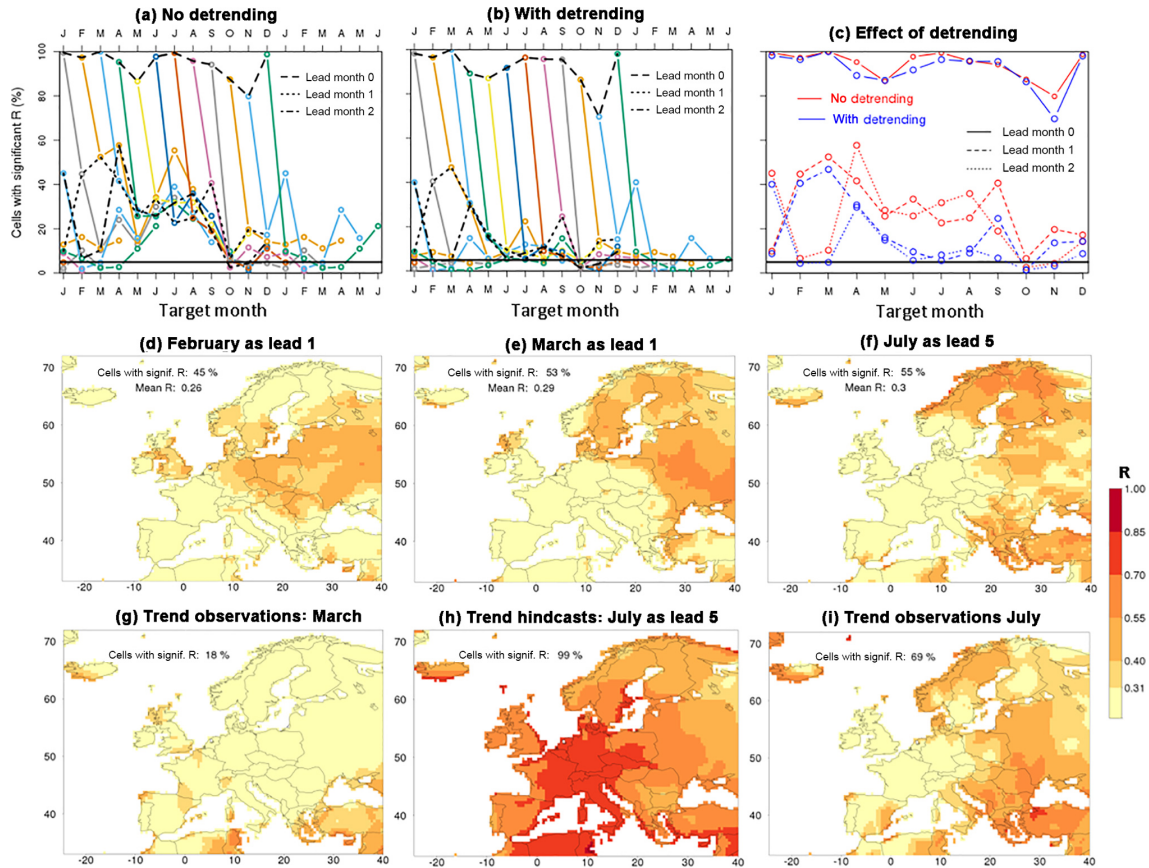 (a) No detrending
J F M A M J J A S O N D J F M A M J
Cells with significant R (%)
100
80
60
40
20
0
Lead month 0
Lead month 1
Lead month 2
J F M A M J J A S O N D J F M A M J
Target month
(b) With detrending
J F M A M J J A S O N D J F M A M J
Lead month 0
Lead month 1
Lead month 2
J F M A M J J A S O N D J F M A M J
Target month
(c) Effect of detrending
No detrending
With detrending
Lead month 0
Lead month 1
Lead month 2
J F M A M J J A S O N D
Target month
(d) February as lead 1
Cells with signif. R: 45 %
Mean R: 0.26
70
60
50
40
-20 -10 0 10 20 30 40
(e) March as lead 1
Cells with signif. R: 53 %
Mean R: 0.29
70
60
50
40
-20 -10 0 10 20 30 40
(f) July as lead 5
Cells with signif. R: 55 %
Mean R: 0.3
70
60
50
40
-20 -10 0 10 20 30 40
(g) Trend observations: March
Cells with signif. R: 18 %
70
60
50
40
-20 -10 0 10 20 30 40
(h) Trend hindcasts: July as lead 5
Cells with signif. R: 99 %
70
60
50
40
-20 -10 0 10 20 30 40
(i) Trend observations July
Cells with signif. R: 69 %
70
60
50
40
-20 -10 0 10 20 30 40
R
1.00
0.85
0.70
0.55
0.40
0.31